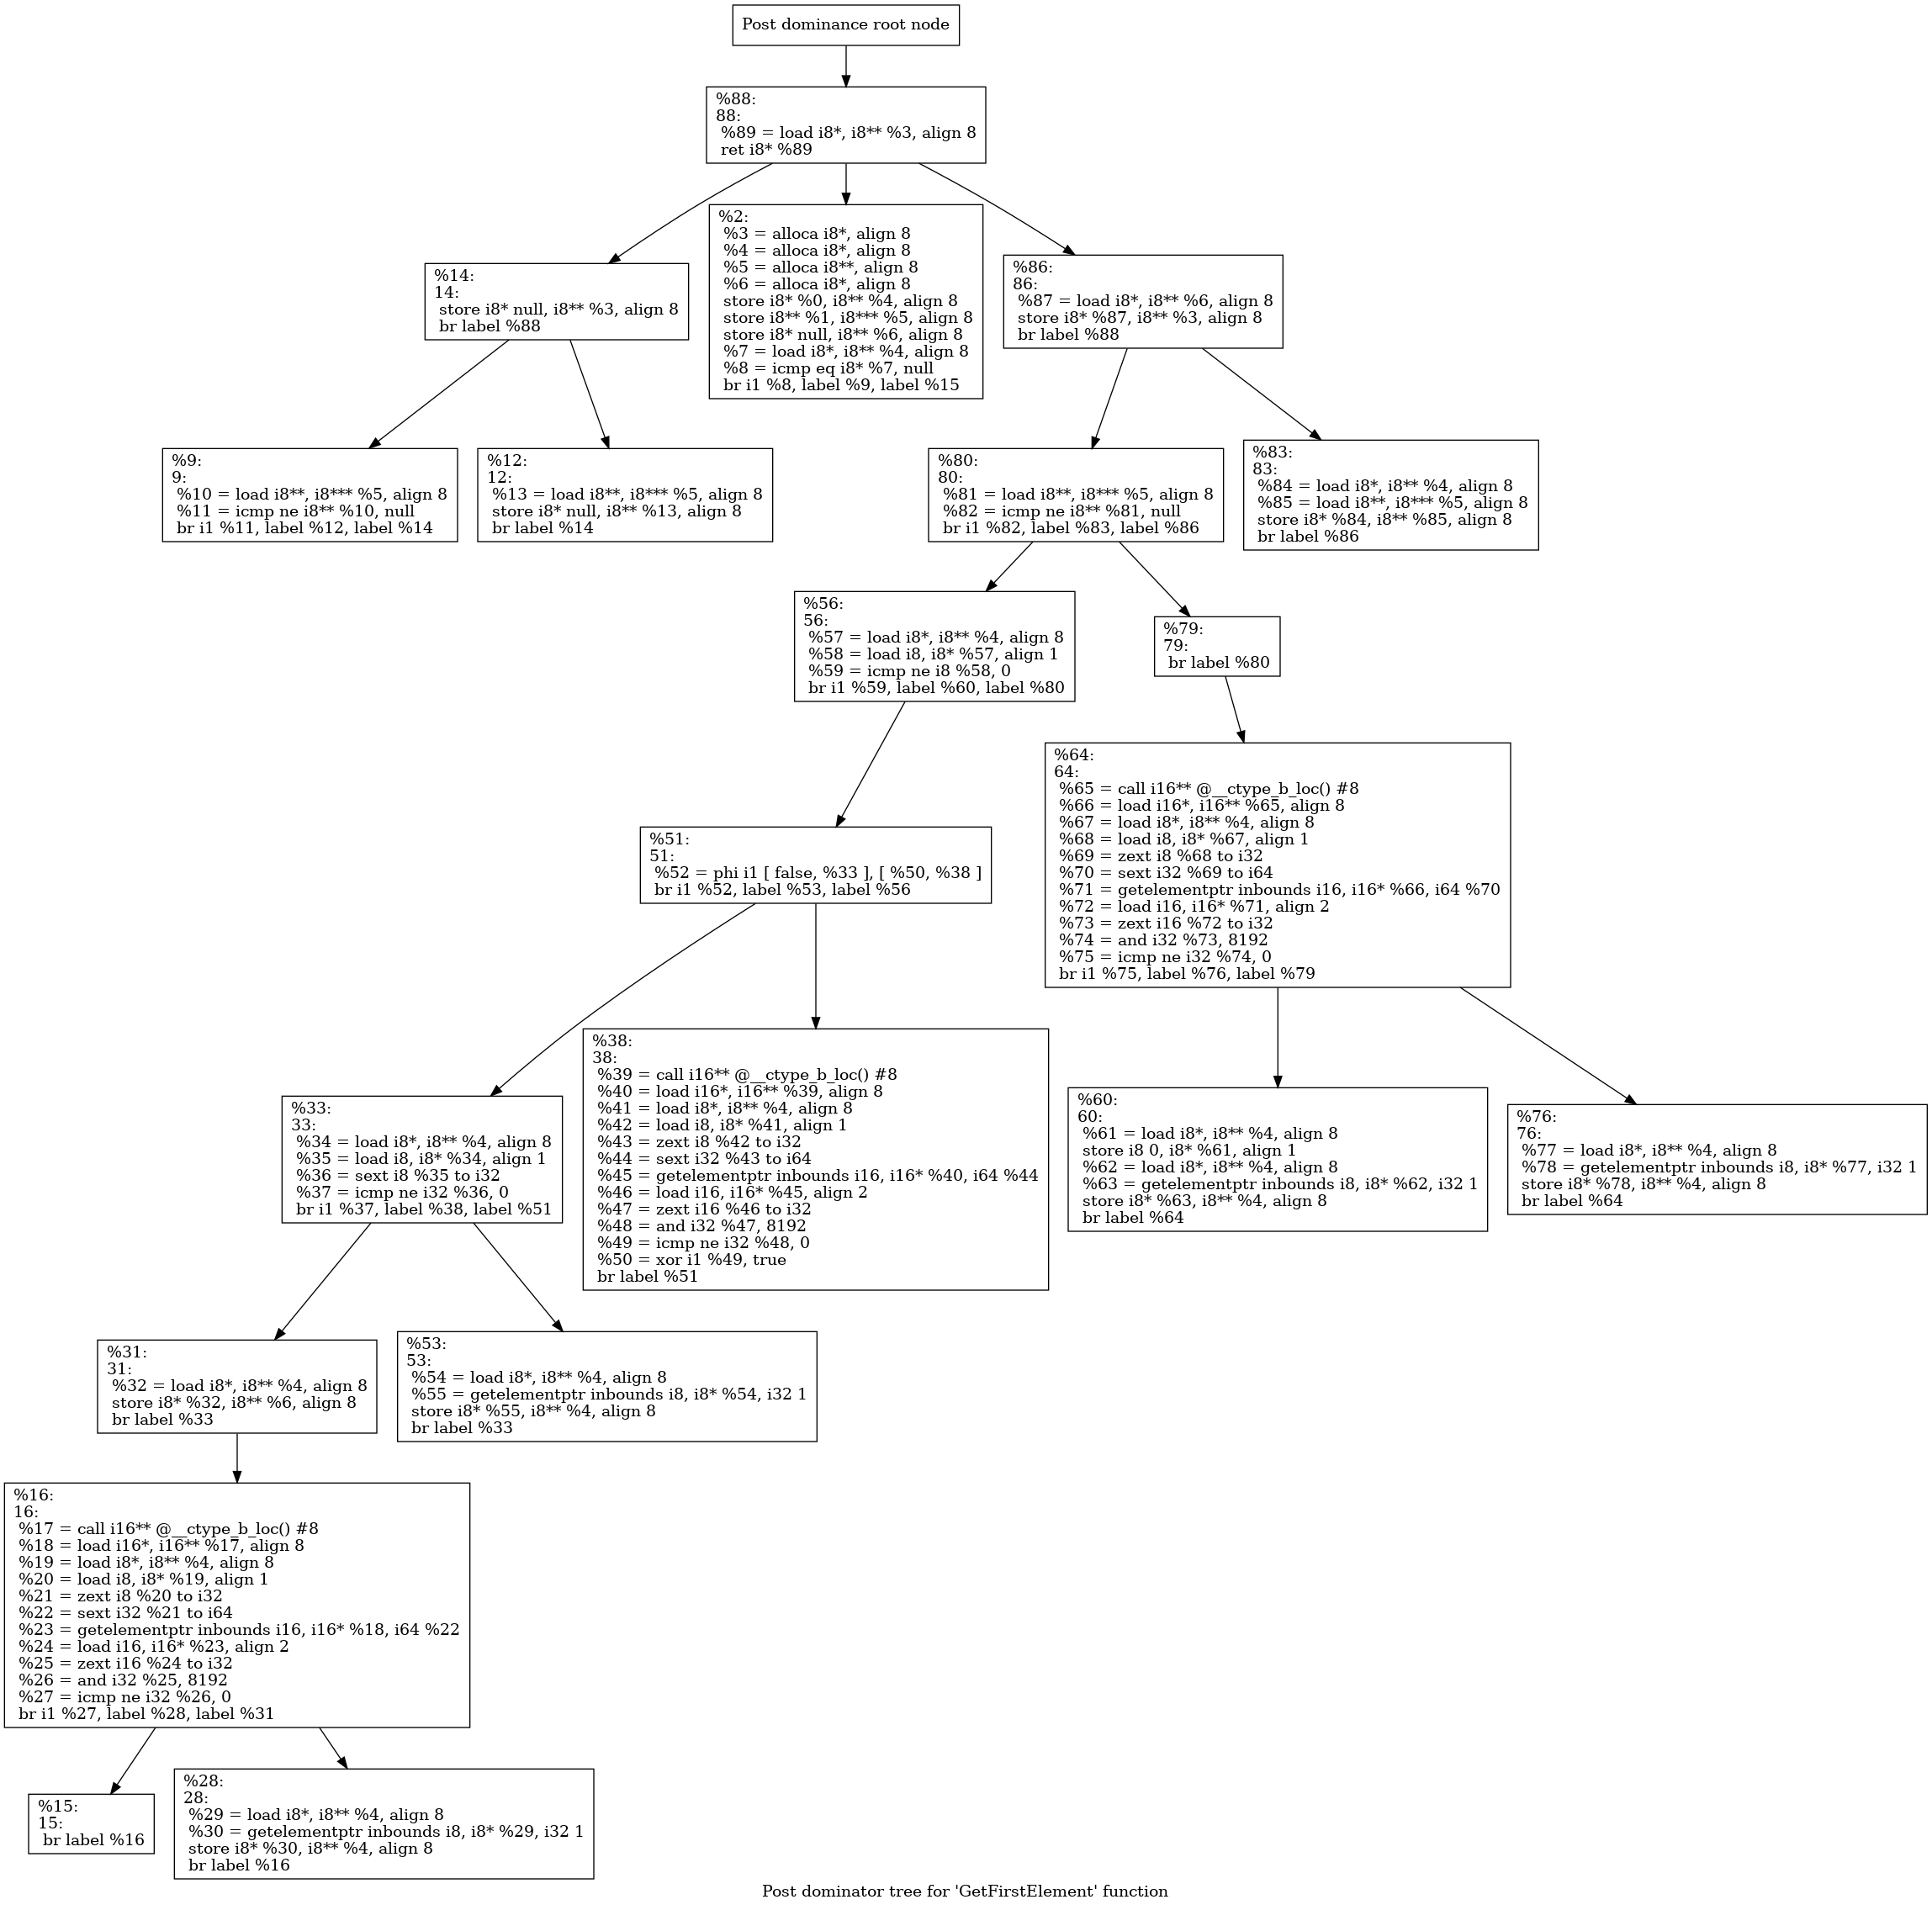 Post dominance root node
%88:
88:
%89 = load i8*, i8** %3, align 8
ret i8* %89
%14:
14:
store i8* null, i8** %3, align 8
br label %88
%2:
%3 = alloca i8*, align 8
%4 = alloca i8*, align 8
%5 = alloca i8**, align 8
%6 = alloca i8*, align 8
store i8* %0, i8** %4, align 8
store i8** %1, i8*** %5, align 8
store i8* null, i8** %6, align 8
%7 = load i8*, i8** %4, align 8
%8 = icmp eq i8* %7, null
br i1 %8, label %9, label %15
%86:
86:
%87 = load i8*, i8** %6, align 8
store i8* %87, i8** %3, align 8
br label %88
%9:
9:
%10 = load i8**, i8*** %5, align 8
%11 = icmp ne i8** %10, null
br i1 %11, label %12, label %14
%12:
12:
%13 = load i8**, i8*** %5, align 8
store i8* null, i8** %13, align 8
br label %14
%80:
80:
%81 = load i8**, i8*** %5, align 8
%82 = icmp ne i8** %81, null
br i1 %82, label %83, label %86
%83:
83:
%84 = load i8*, i8** %4, align 8
%85 = load i8**, i8*** %5, align 8
store i8* %84, i8** %85, align 8
br label %86
%56:
56:
%57 = load i8*, i8** %4, align 8
%58 = load i8, i8* %57, align 1
%59 = icmp ne i8 %58, 0
br i1 %59, label %60, label %80
%79:
79:
br label %80
%51:
51:
%52 = phi i1 [ false, %33 ], [ %50, %38 ]
br i1 %52, label %53, label %56
%64:
64:
%65 = call i16** @__ctype_b_loc() #8
%66 = load i16*, i16** %65, align 8
%67 = load i8*, i8** %4, align 8
%68 = load i8, i8* %67, align 1
%69 = zext i8 %68 to i32
%70 = sext i32 %69 to i64
%71 = getelementptr inbounds i16, i16* %66, i64 %70
%72 = load i16, i16* %71, align 2
%73 = zext i16 %72 to i32
%74 = and i32 %73, 8192
%75 = icmp ne i32 %74, 0
br i1 %75, label %76, label %79
%33:
33:
%34 = load i8*, i8** %4, align 8
%35 = load i8, i8* %34, align 1
%36 = sext i8 %35 to i32
%37 = icmp ne i32 %36, 0
br i1 %37, label %38, label %51
%38:
38:
%39 = call i16** @__ctype_b_loc() #8
%40 = load i16*, i16** %39, align 8
%41 = load i8*, i8** %4, align 8
%42 = load i8, i8* %41, align 1
%43 = zext i8 %42 to i32
%44 = sext i32 %43 to i64
%45 = getelementptr inbounds i16, i16* %40, i64 %44
%46 = load i16, i16* %45, align 2
%47 = zext i16 %46 to i32
%48 = and i32 %47, 8192
%49 = icmp ne i32 %48, 0
%50 = xor i1 %49, true
br label %51
%60:
60:
%61 = load i8*, i8** %4, align 8
store i8 0, i8* %61, align 1
%62 = load i8*, i8** %4, align 8
%63 = getelementptr inbounds i8, i8* %62, i32 1
store i8* %63, i8** %4, align 8
br label %64
%76:
76:
%77 = load i8*, i8** %4, align 8
%78 = getelementptr inbounds i8, i8* %77, i32 1
store i8* %78, i8** %4, align 8
br label %64
%31:
31:
%32 = load i8*, i8** %4, align 8
store i8* %32, i8** %6, align 8
br label %33
%53:
53:
%54 = load i8*, i8** %4, align 8
%55 = getelementptr inbounds i8, i8* %54, i32 1
store i8* %55, i8** %4, align 8
br label %33
%16:
16:
%17 = call i16** @__ctype_b_loc() #8
%18 = load i16*, i16** %17, align 8
%19 = load i8*, i8** %4, align 8
%20 = load i8, i8* %19, align 1
%21 = zext i8 %20 to i32
%22 = sext i32 %21 to i64
%23 = getelementptr inbounds i16, i16* %18, i64 %22
%24 = load i16, i16* %23, align 2
%25 = zext i16 %24 to i32
%26 = and i32 %25, 8192
%27 = icmp ne i32 %26, 0
br i1 %27, label %28, label %31
%15:
15:
br label %16
%28:
28:
%29 = load i8*, i8** %4, align 8
%30 = getelementptr inbounds i8, i8* %29, i32 1
store i8* %30, i8** %4, align 8
br label %16
Post dominator tree for 'GetFirstElement' function